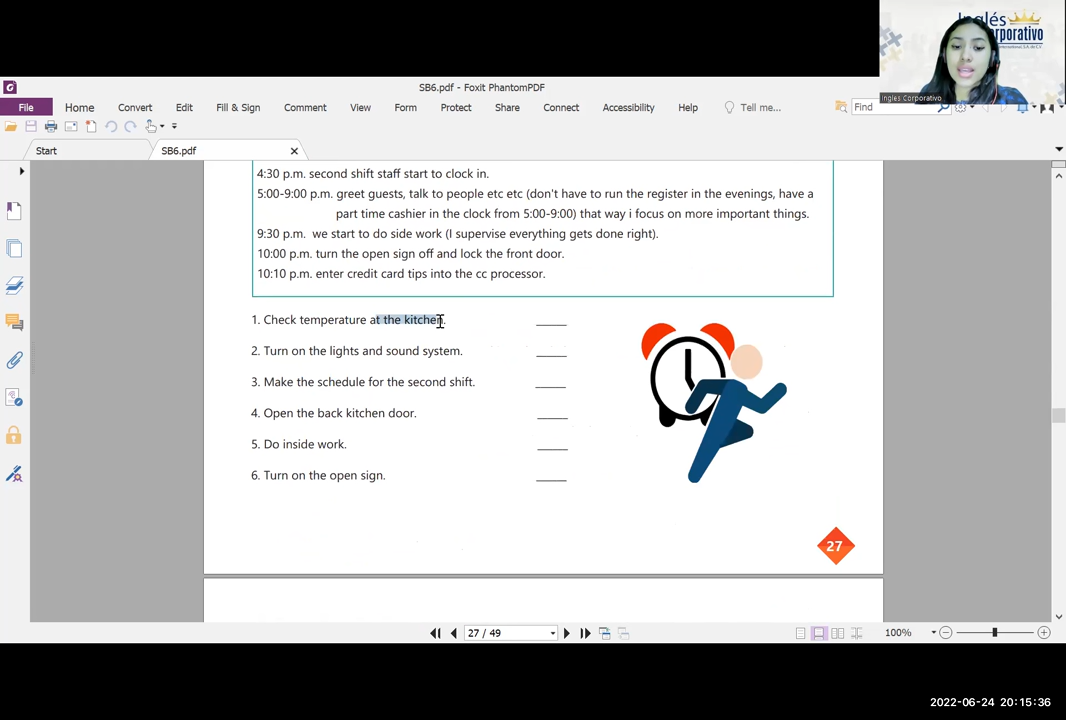 Inglés
Corporativo
Inglés Corporativo
SB6.pdf - Foxit PhantomPDF
File Home Convert Edit Fill & Sign Comment View Form Protect Share Connect Accessibility Help Tell me... Find
Start SB6.pdf
4:30 p.m. second shift staff start to clock in.
5:00-9:00 p.m. greet guests, talk to people etc etc (don't have to run the register in the evenings, have a
part time cashier in the clock from 5:00-9:00) that way i focus on more important things.
9:30 p.m. we start to do side work (I supervise everything gets done right).
10:00 p.m. turn the open sign off and lock the front door.
10:10 p.m. enter credit card tips into the cc processor.
1. Check temperature at the kitchen.
2. Turn on the lights and sound system.
3. Make the schedule for the second shift.
4. Open the back kitchen door.
5. Do inside work.
6. Turn on the open sign.
27
27 / 49
100%
2022-06-24 20:15:36